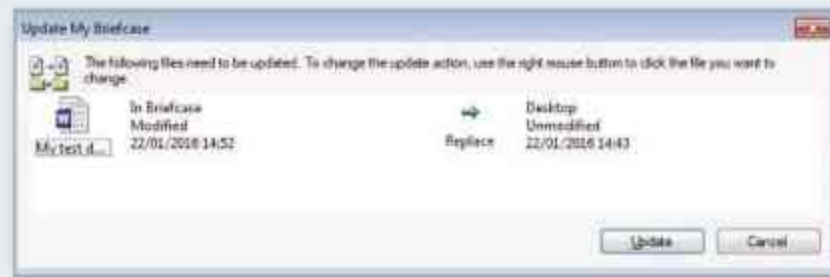 Update My Briefcase
The following files need to be updated. To change the update action, use the right mouse button to click the file you want to
change.
In Briefcase
Modified
22/01/2016 14:52
Desktop
Unmodified
22/01/2016 14:43
My test d...
Replace
Update
Cancel